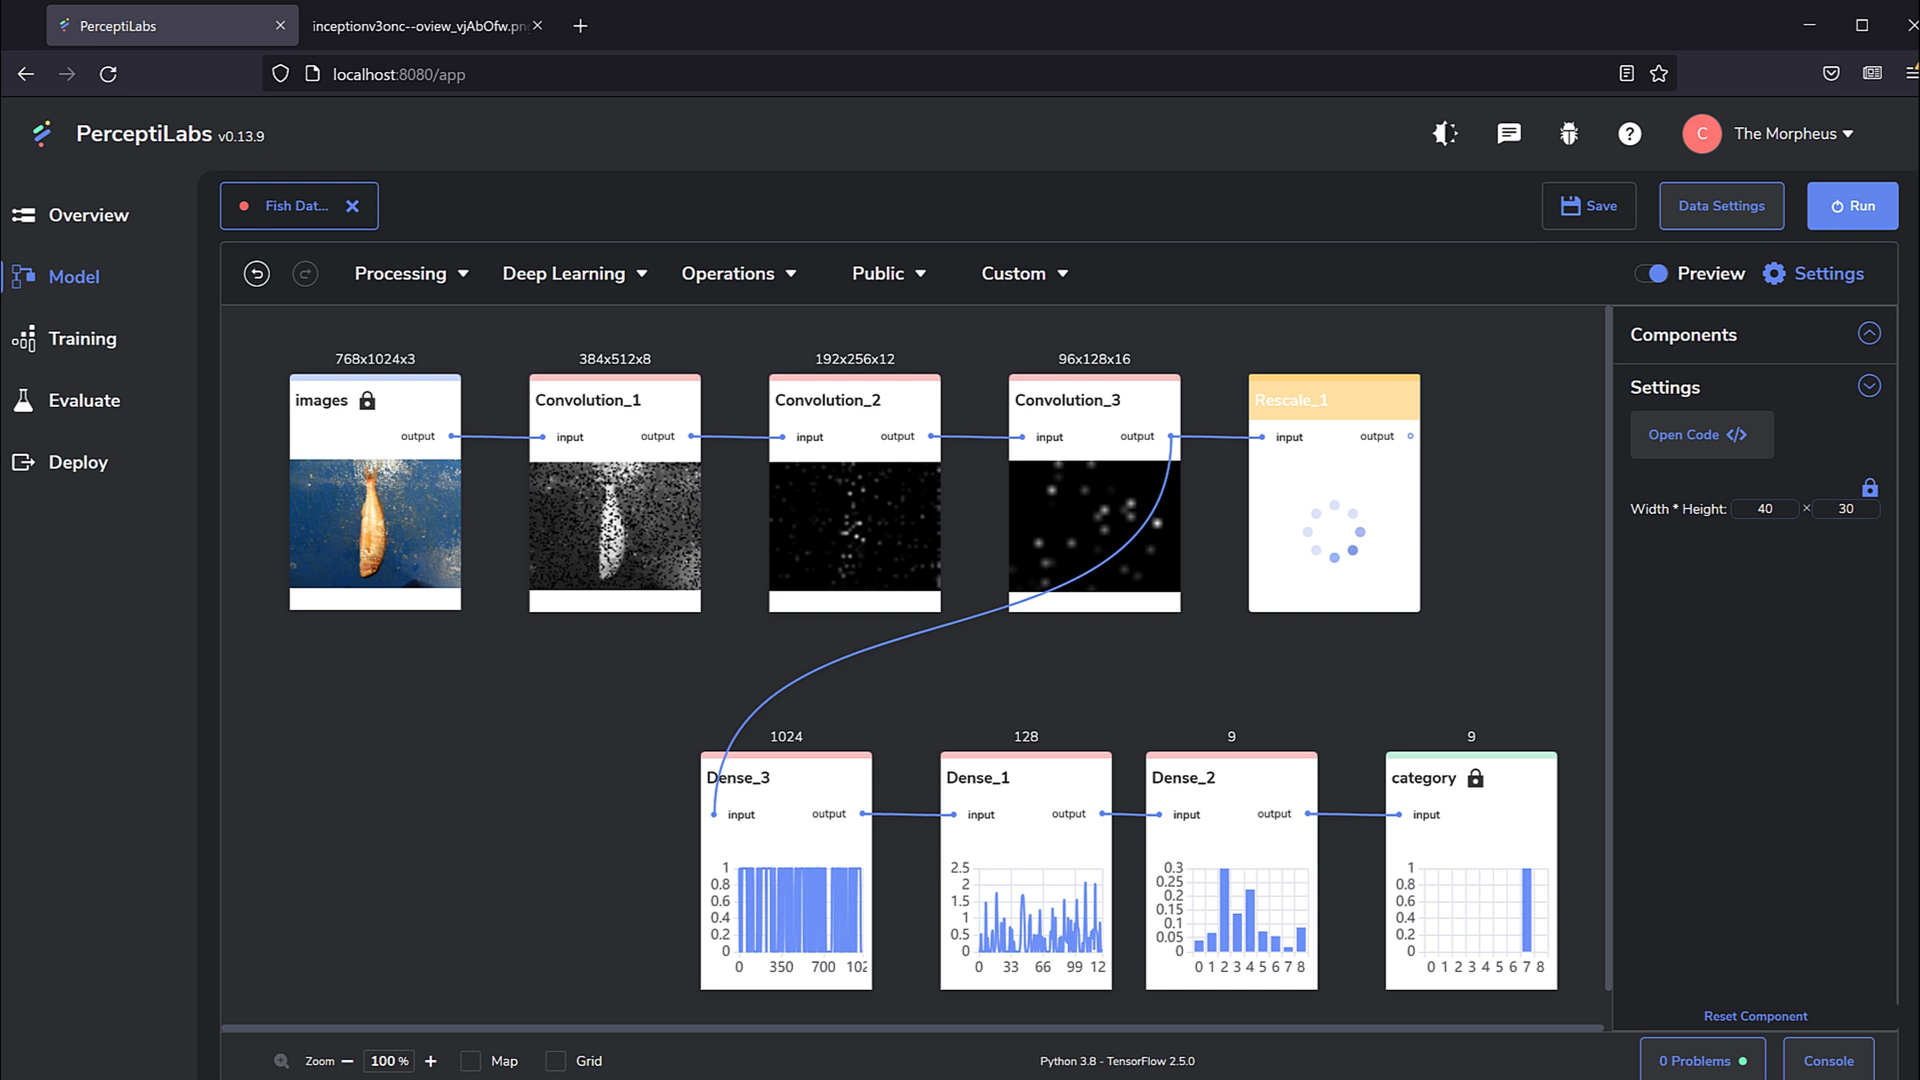 PerceptiLabs
inceptionv3onc--oview_vjAbOfw.pn
localhost:8080/app
PerceptiLabs v0.13.9
C The Morpheus
Overview
Model
Training
Evaluate
Deploy
Fish Dat...
Save
Data Settings
Run
Processing Deep Learning Operations Public Custom
Preview Settings
Components
Settings
Open Code </>
Width * Height: 40 × 30
Reset Component
768x1024x3
images
output
384x512x8
Convolution_1
input output
192x256x12
Convolution_2
input output
96x128x16
Convolution_3
input output
Rescale_1
input output
1024
Dense_3
input output
1
0.8
0.6
0.4
0.2
0
0 350 700 102
128
Dense_1
input output
2.5
2
1.5
1
0.5
0
0 33 66 99 12
9
Dense_2
input output
0.3
0.25
0.2
0.15
0.1
0.05
0
0 1 2 3 4 5 6 7 8
9
category
input
1
0.8
0.6
0.4
0.2
0
0 1 2 3 4 5 6 7 8
Zoom 100 % Map Grid
Python 3.8 - TensorFlow 2.5.0
0 Problems
Console